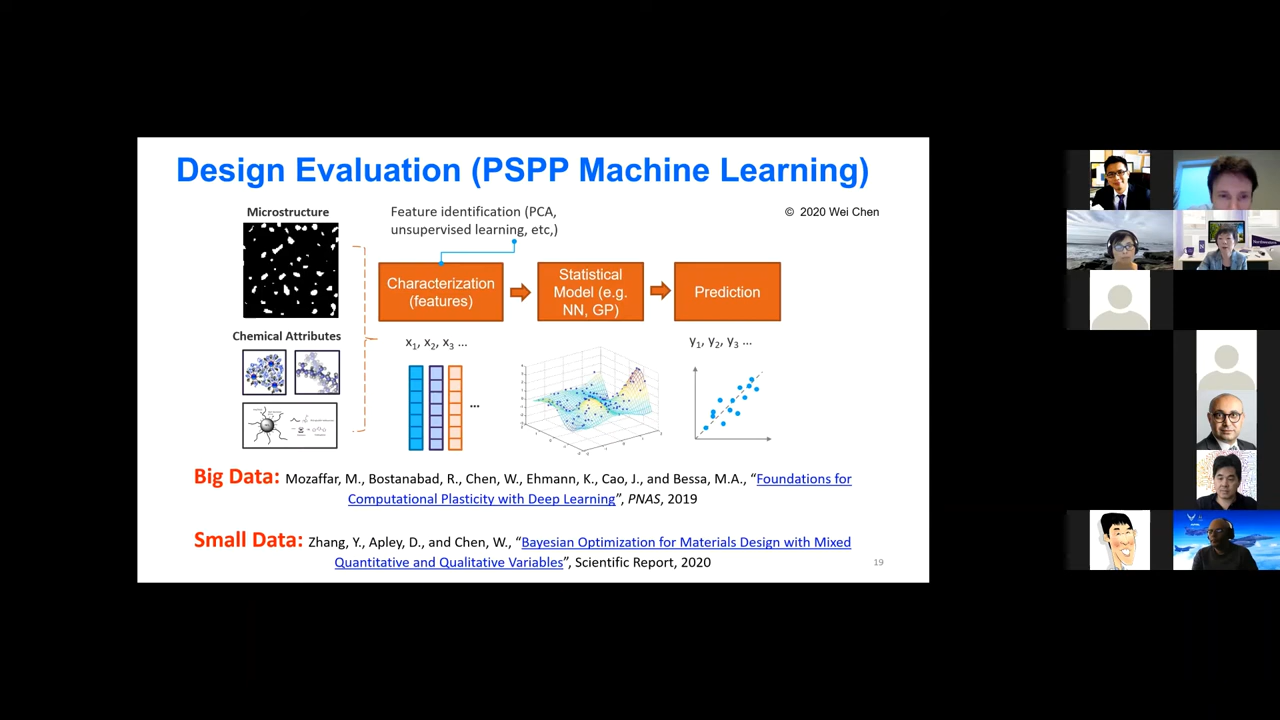 Design Evaluation (PSPP Machine Learning)
Microstructure
Feature identification (PCA,
unsupervised learning, etc,)
© 2020 Wei Chen
Characterization
(features)
Statistical
Model (e.g.
NN, GP)
Prediction
Chemical Attributes
x1, x2, x3 ...
y1, y2, y3 ...
...
Big Data: Mozaffar, M., Bostanabad, R., Chen, W., Ehmann, K., Cao, J., and Bessa, M.A., “Foundations for
Computational Plasticity with Deep Learning”, PNAS, 2019
Small Data: Zhang, Y., Apley, D., and Chen, W., “Bayesian Optimization for Materials Design with Mixed
Quantitative and Qualitative Variables”, Scientific Report, 2020
19